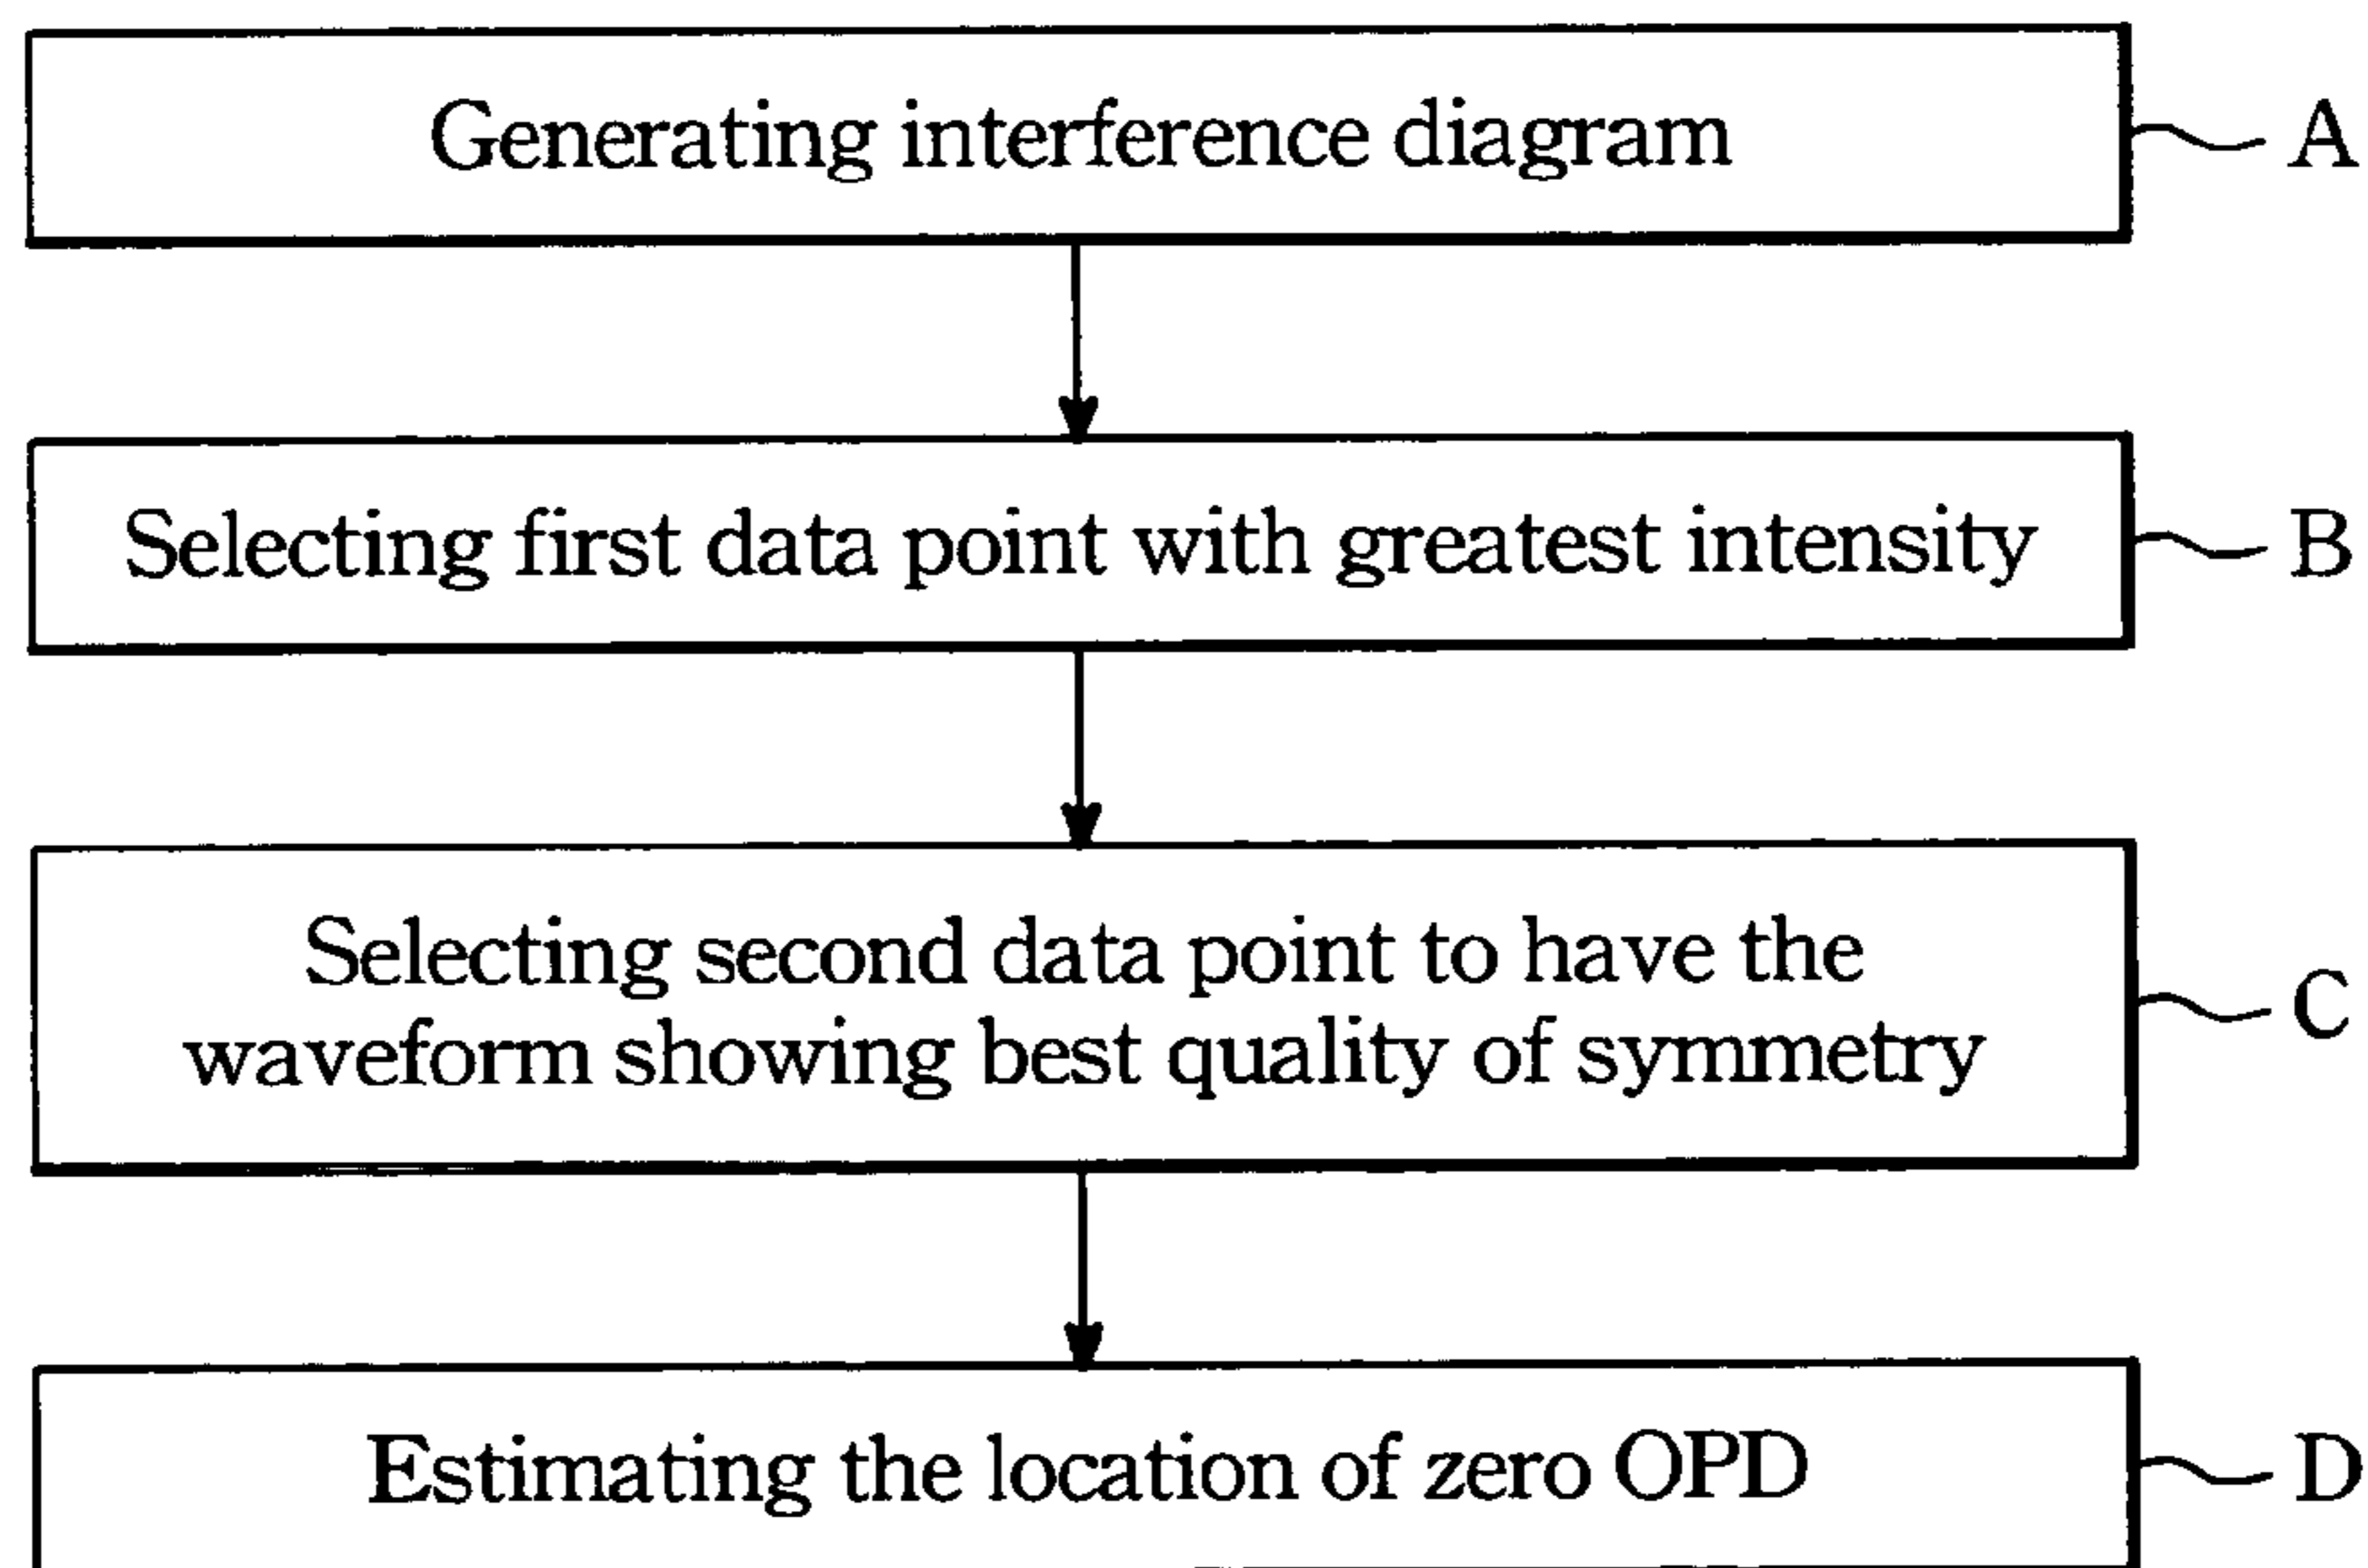 Generating interference diagram
A
Selecting first data point with greatest intensity
B
Selecting second data point to have the
waveform showing best quality of symmetry
C
Estimating the location of zero OPD
D